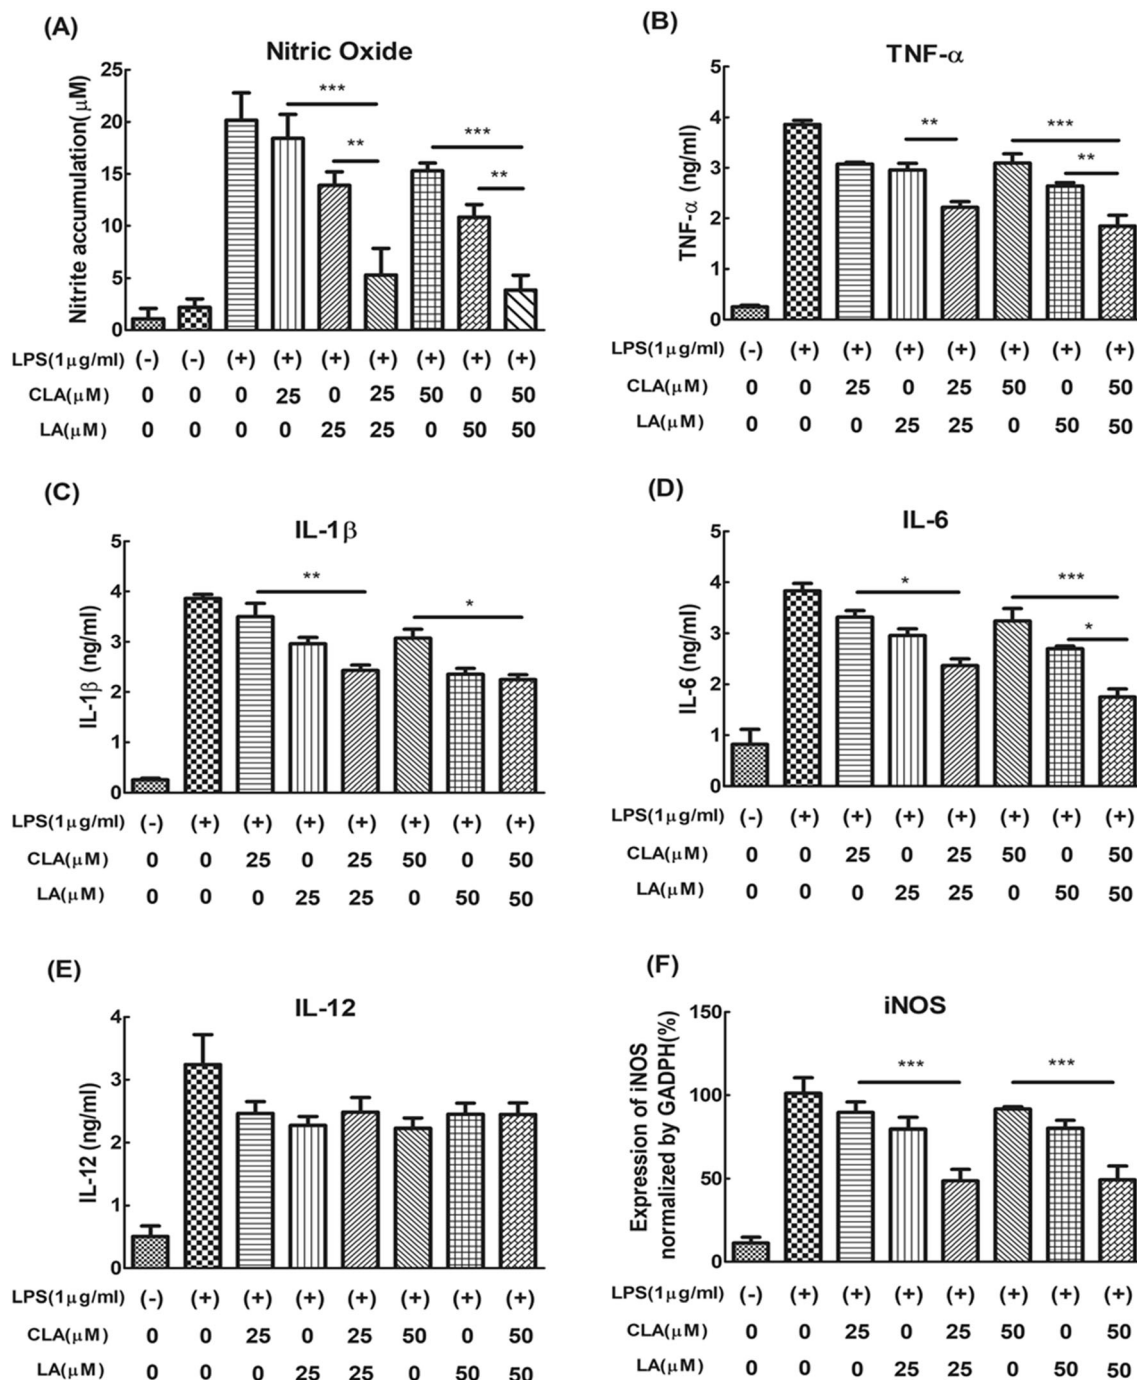 (A)
Nitric Oxide
Nitrite accumulation(μM)
25
20
15
10
5
0
***
**
***
**
LPS(1μg/ml) (-) (-) (+) (+) (+) (+) (+) (+) (+)
CLA(μM) 0 0 0 25 0 25 50 0 50
LA(μM) 0 0 0 0 25 25 0 50 50
(B)
TNF-α
TNF-α (ng/ml)
5
4
3
2
1
0
**
***
**
LPS(1μg/ml) (-) (+) (+) (+) (+) (+) (+) (+)
CLA(μM) 0 0 25 0 25 50 0 50
LA(μM) 0 0 0 25 25 0 50 50
(C)
IL-1β
IL-1β (ng/ml)
5
4
3
2
1
0
**
*
LPS(1μg/ml) (-) (+) (+) (+) (+) (+) (+) (+)
CLA(μM) 0 0 25 0 25 50 0 50
LA(μM) 0 0 0 25 25 0 50 50
(D)
IL-6
IL-6 (ng/ml)
5
4
3
2
1
0
*
***
*
LPS(1μg/ml) (-) (+) (+) (+) (+) (+) (+) (+)
CLA(μM) 0 0 25 0 25 50 0 50
LA(μM) 0 0 0 25 25 0 50 50
(E)
IL-12
IL-12 (ng/ml)
4
3
2
1
0
LPS(1μg/ml) (-) (+) (+) (+) (+) (+) (+) (+)
CLA(μM) 0 0 25 0 25 50 0 50
LA(μM) 0 0 0 25 25 0 50 50
(F)
iNOS
Expression of iNOS
normalized by GADPH(%)
150
100
50
0
***
***
LPS(1μg/ml) (-) (+) (+) (+) (+) (+) (+) (+)
CLA(μM) 0 0 25 0 25 50 0 50
LA(μM) 0 0 0 25 25 0 50 50